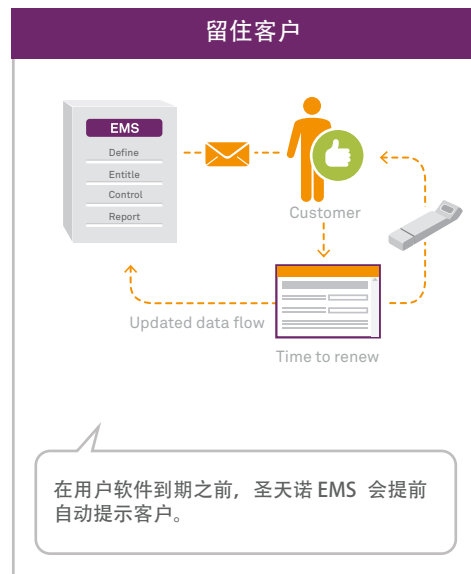 留住客户
EMS
Define
Entitle
Control
Report
Customer
Updated data flow
Time to renew
在用户软件到期之前，圣天诺 EMS 会提前
自动提示客户。